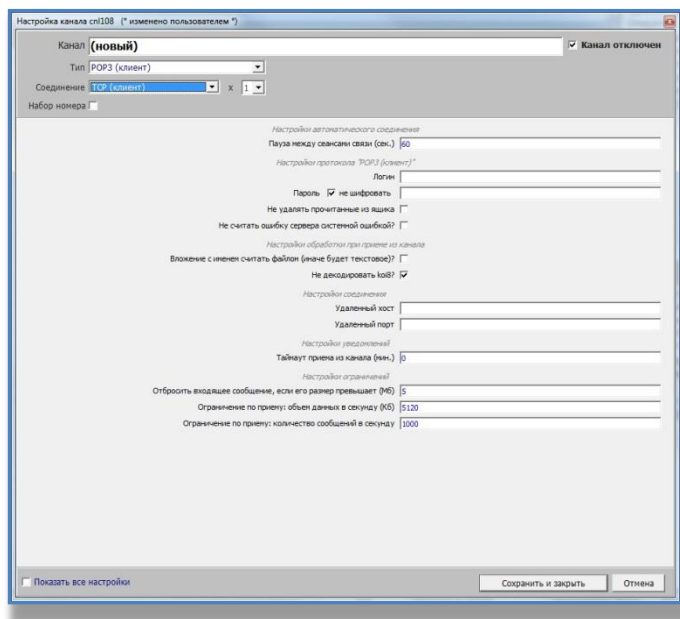 Настройка канала cnl108 (* изменено пользователем *)
Канал (новый) Канал отключен
Тип POP3 (клиент)
Соединение TCP (клиент) x 1
Набор номера
Настройки автоматического соединения
Пауза между сеансами связи (сек.) 60
Настройки протокола "POP3 (клиент)"
Логин
Пароль не шифровать
Не удалять прочитанные из ящика
Не считать ошибку сервера системной ошибкой?
Настройки обработки при приеме из канала
Вложение с именем считать файлом (иначе будет текстовое)?
Не декодировать koi8?
Настройки соединения
Удаленный хост
Удаленный порт
Настройки уведомлений
Таймаут приема из канала (мин.) 0
Настройки ограничений
Отбросить входящее сообщение, если его размер превышает (Мб) 5
Ограничение по приему: объем данных в секунду (Кб) 5120
Ограничение по приему: количество сообщений в секунду 1000
Показать все настройки Сохранить и закрыть Отмена